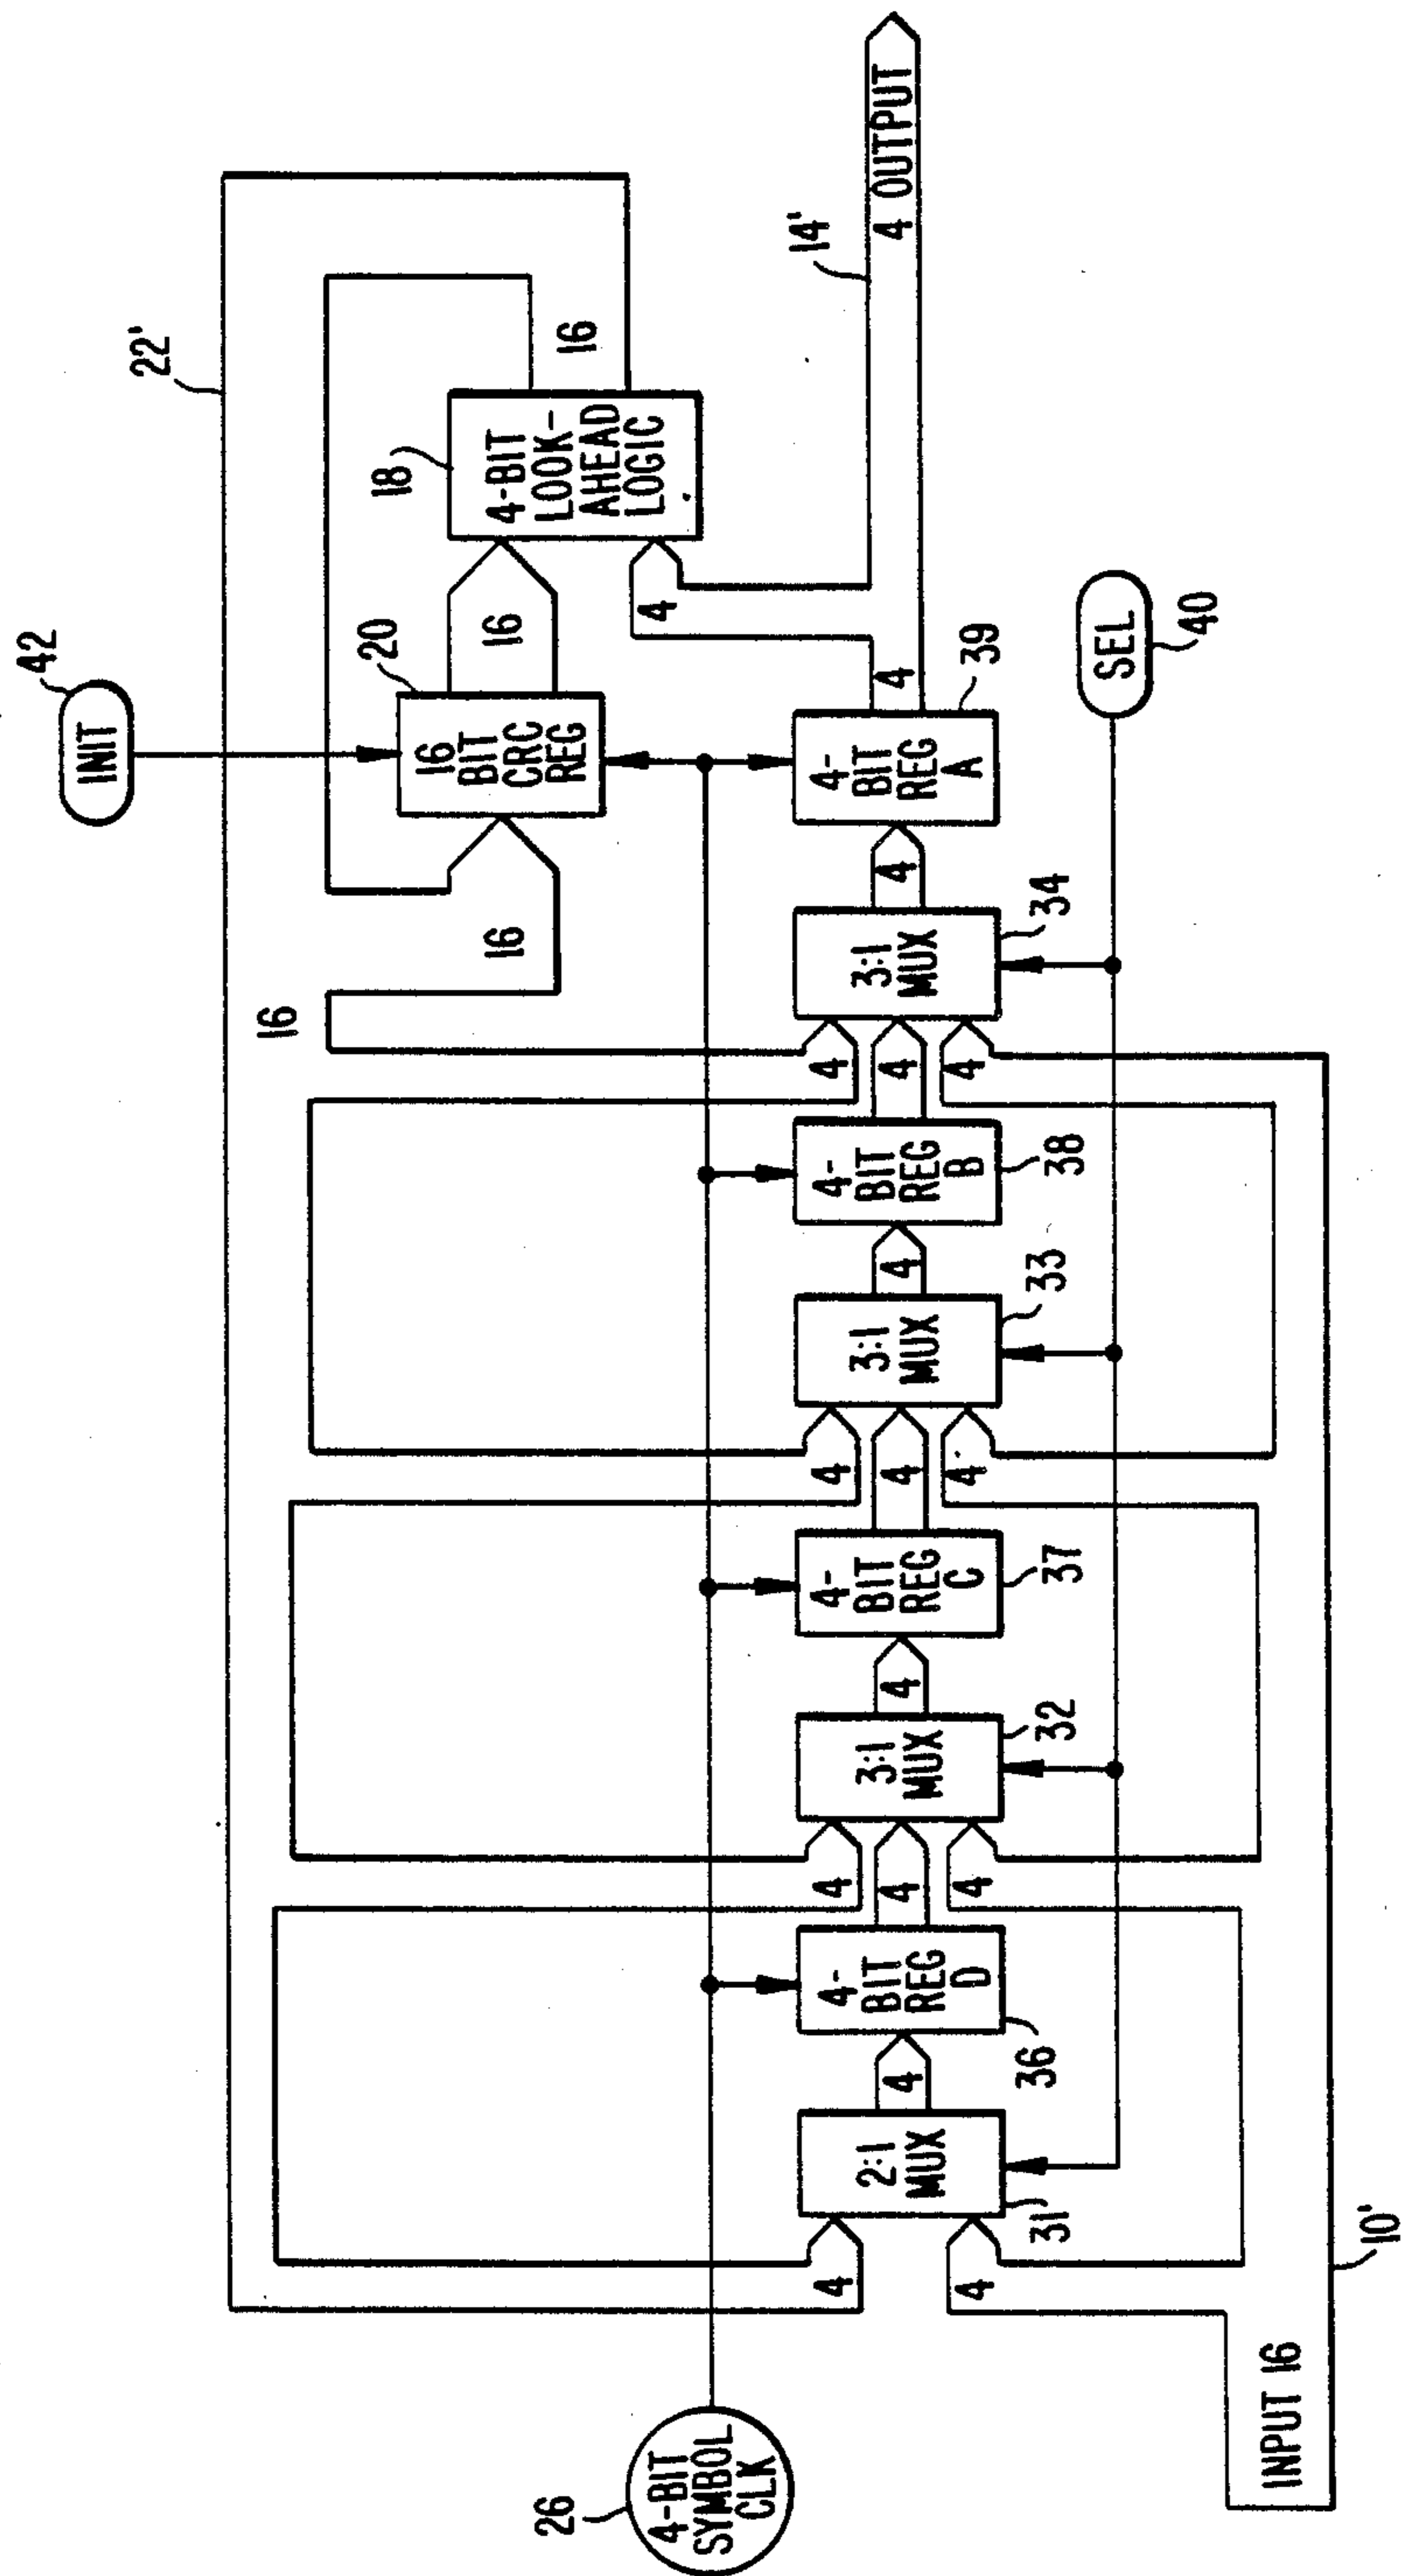 42
INIT
22'
16
20
16
BIT
CRC
REG
16
16
18
4-BIT
LOOK-
AHEAD
LOGIC
16
4
14'
4 OUTPUT
26
4-BIT
SYMBOL
CLK
4
4
2:1
MUX
31
4
4-
BIT
REG
D
36
4
4
4
3:1
MUX
32
4
4-
BIT
REG
C
37
4
4
4
3:1
MUX
33
4
4-
BIT
REG
B
38
4
4
4
3:1
MUX
34
4
4-
BIT
REG
A
39
4
SEL
40
INPUT 16
10'